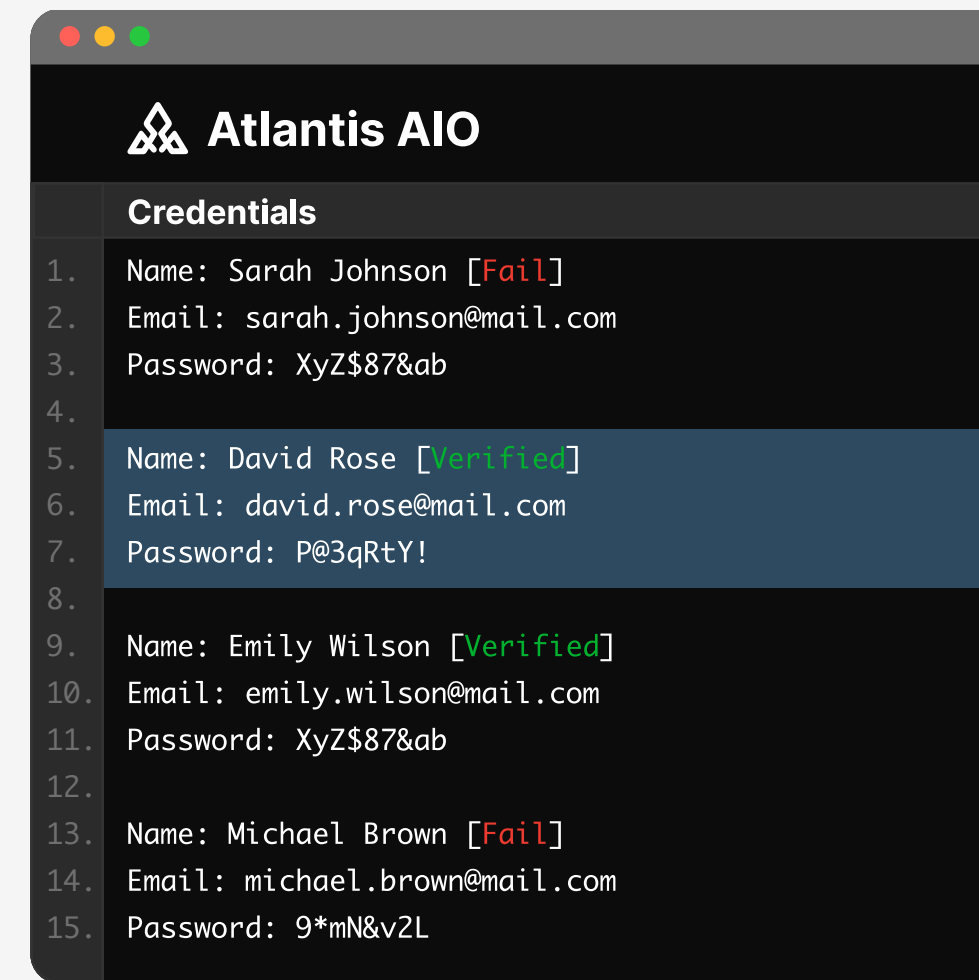 Atlantis AIO
Credentials
1. Name: Sarah Johnson [Fail]
2. Email: sarah.johnson@mail.com
3. Password: XyZ$87&ab
4.
5. Name: David Rose [Verified]
6. Email: david.rose@mail.com
7. Password: P@3qRtY!
8.
9. Name: Emily Wilson [Verified]
10. Email: emily.wilson@mail.com
11. Password: XyZ$87&ab
12.
13. Name: Michael Brown [Fail]
14. Email: michael.brown@mail.com
15. Password: 9*mN&v2L